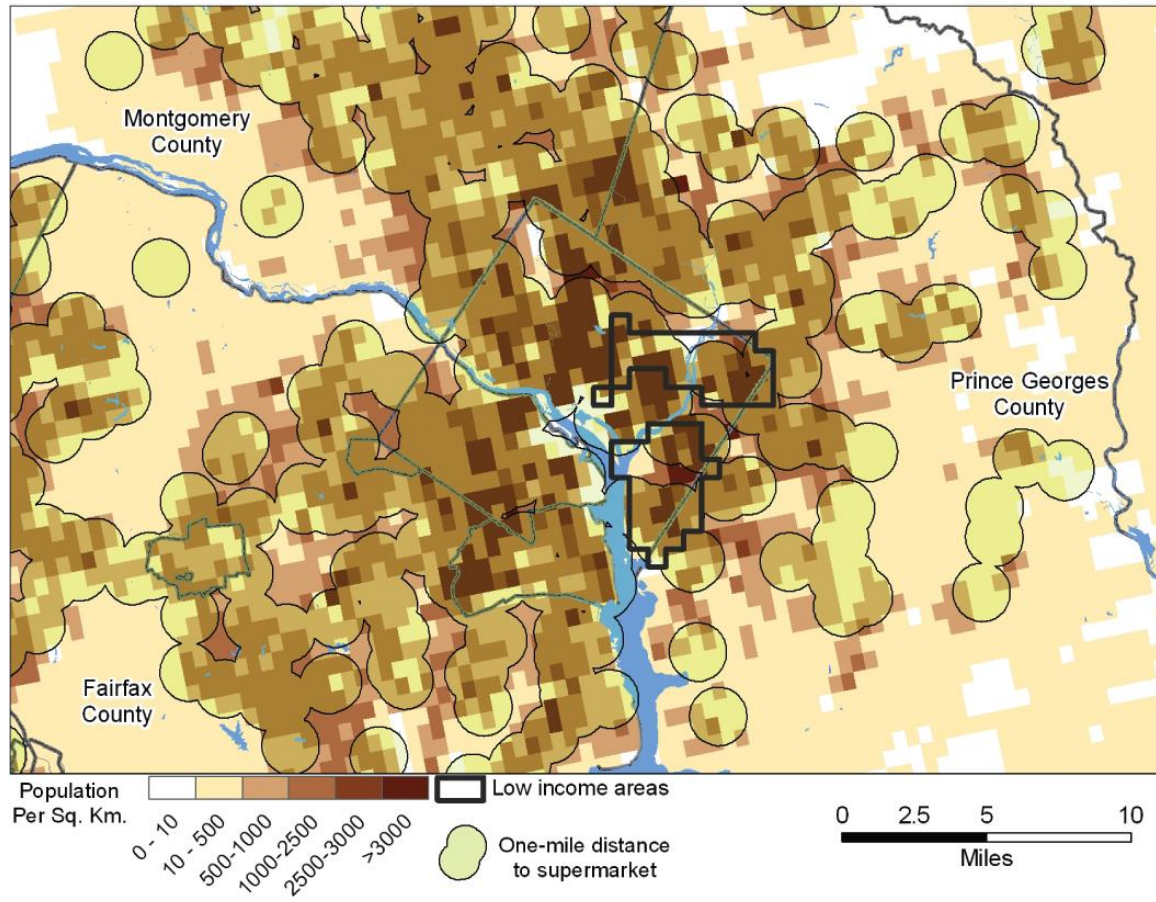 Montgomery
County
Prince Georges
County
Fairfax
County
Population
Per Sq. Km.
0 - 10
10 - 500
500-1000
1000-2500
2500-3000
>3000
Low income areas
One-mile distance
to supermarket
0 2.5 5 10
Miles